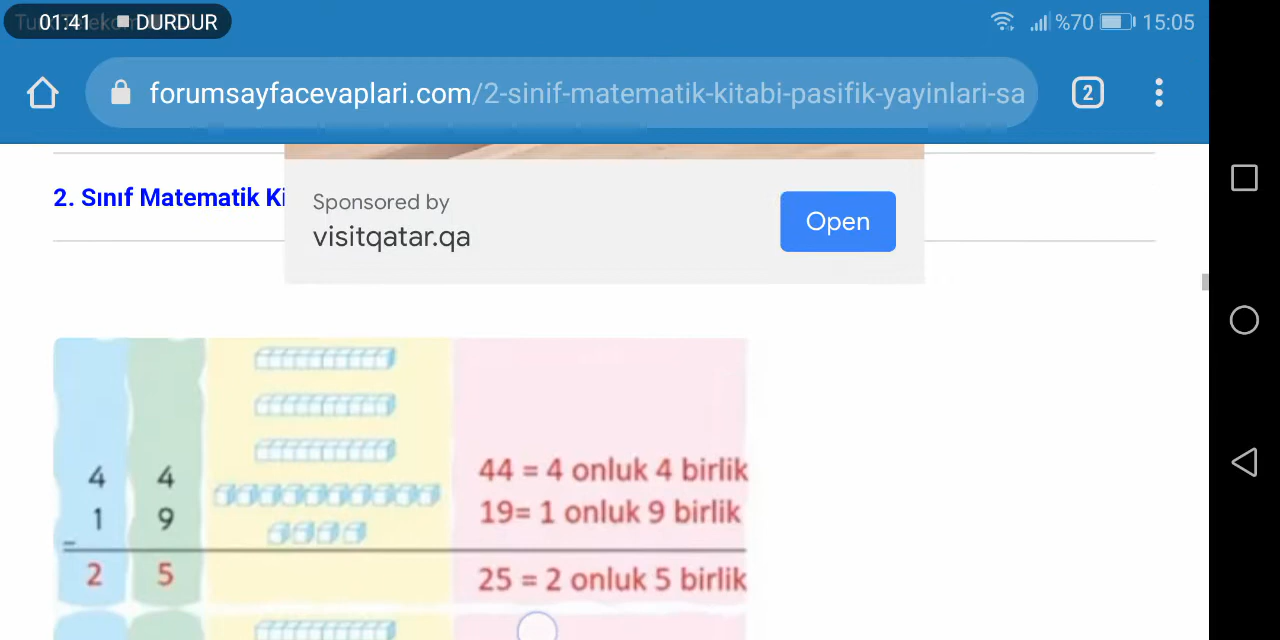 01:41 DURDUR %70 15:05
forumsayfacevaplari.com/2-sinif-matematik-kitabi-pasifik-yayinlari-sa
2
2. Sınıf Matematik Ki
Sponsored by
visitqatar.qa
Open
4 4 44 = 4 onluk 4 birlik
1 9 19= 1 onluk 9 birlik
-
2 5 25 = 2 onluk 5 birlik